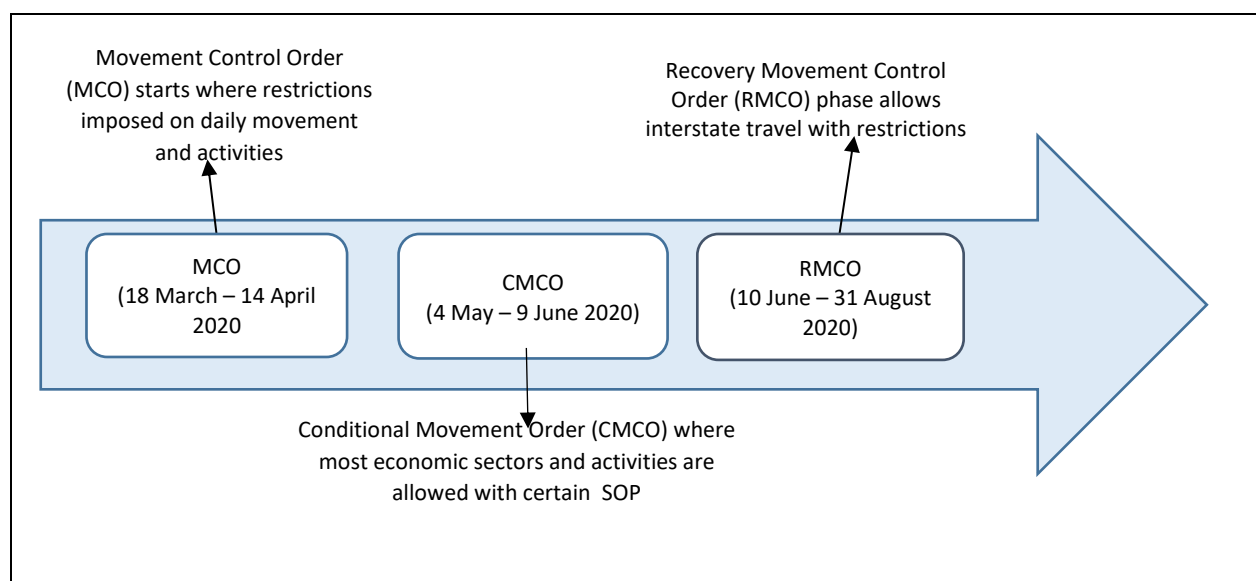 Movement Control Order
(MCO) starts where restrictions
imposed on daily movement
and activities
Recovery Movement Control
Order (RMCO) phase allows
interstate travel with restrictions
MCO
(18 March – 14 April
2020
CMCO
(4 May – 9 June 2020)
RMCO
(10 June – 31 August
2020)
Conditional Movement Order (CMCO) where
most economic sectors and activities are
allowed with certain SOP